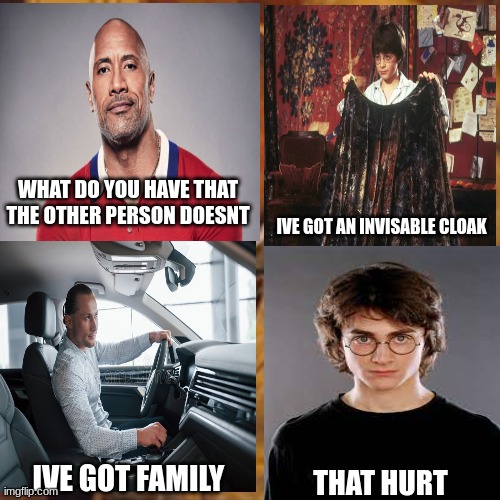 WHAT DO YOU HAVE THAT
THE OTHER PERSON DOESNT
IVE GOT AN INVISABLE CLOAK
IVE GOT FAMILY
THAT HURT
imgflip.com